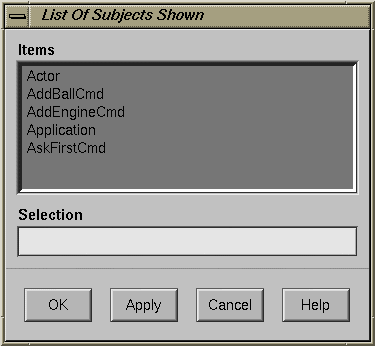 List Of Subjects Shown
Items
Actor
AddBallCmd
AddEngineCmd
Application
AskFirstCmd
Selection
OK Apply Cancel Help